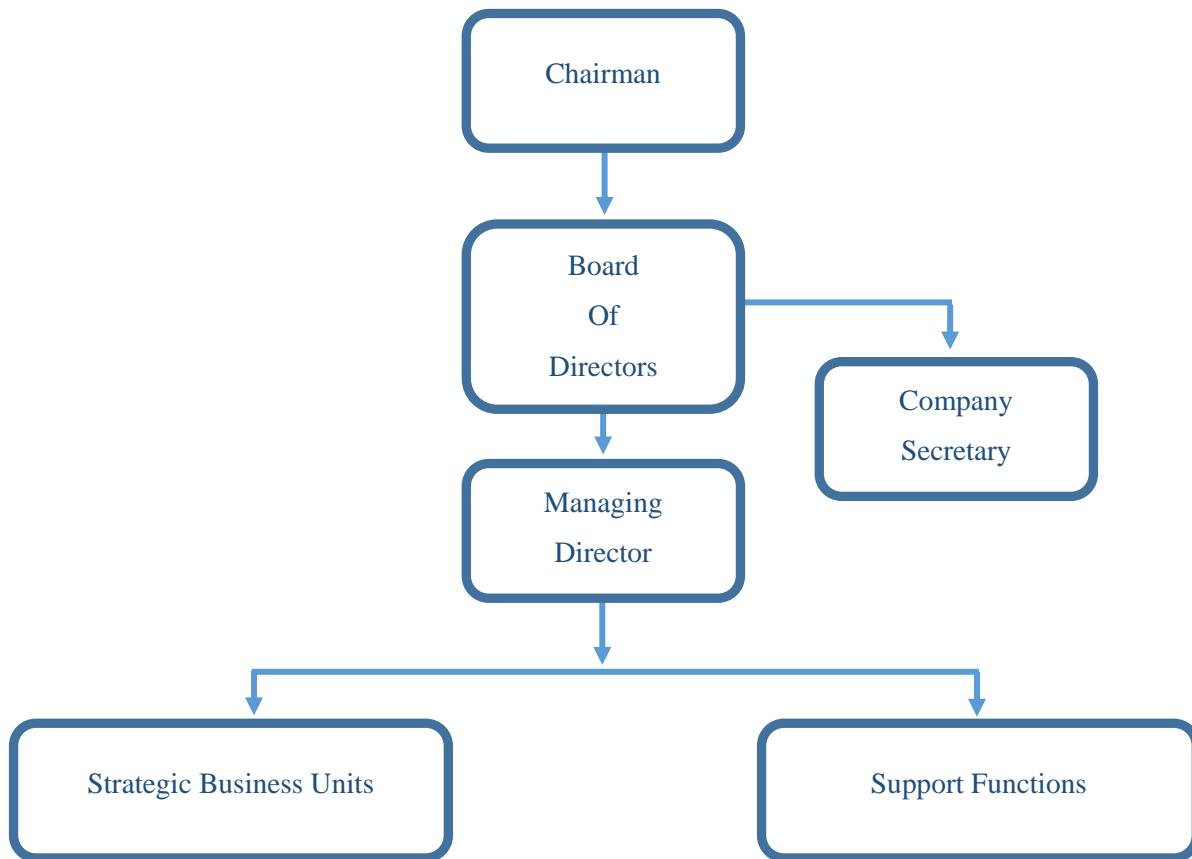 Chairman
Board
Of
Directors
Company
Secretary
Managing
Director
Strategic Business Units
Support Functions